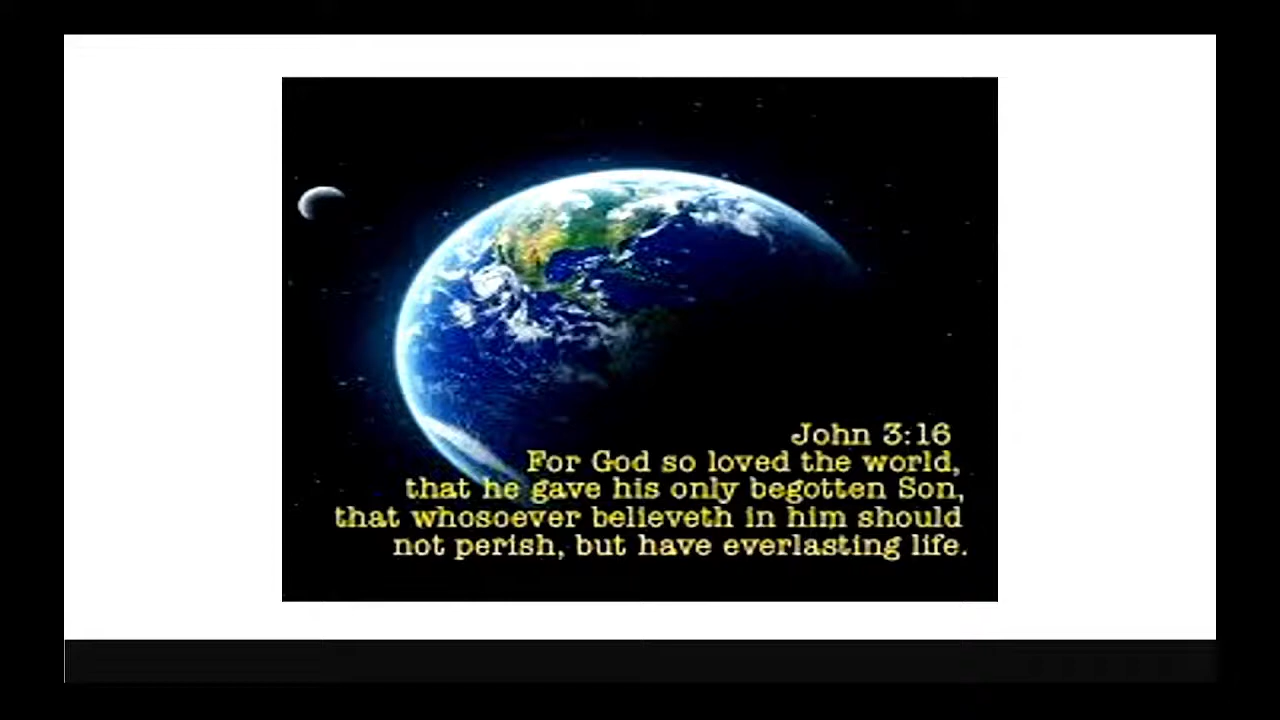 John 3:16
For God so loved the world,
that he gave his only begotten Son,
that whosoever believeth in him should
not perish, but have everlasting life.